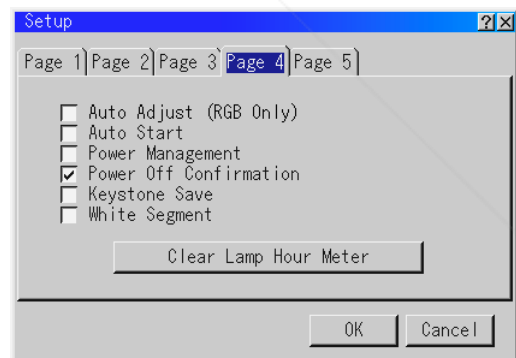 Setup ? ×
Page 1 Page 2 Page 3 Page 4 Page 5
Auto Adjust (RGB Only)
Auto Start
Power Management
Power Off Confirmation
Keystone Save
White Segment
Clear Lamp Hour Meter
OK Cancel